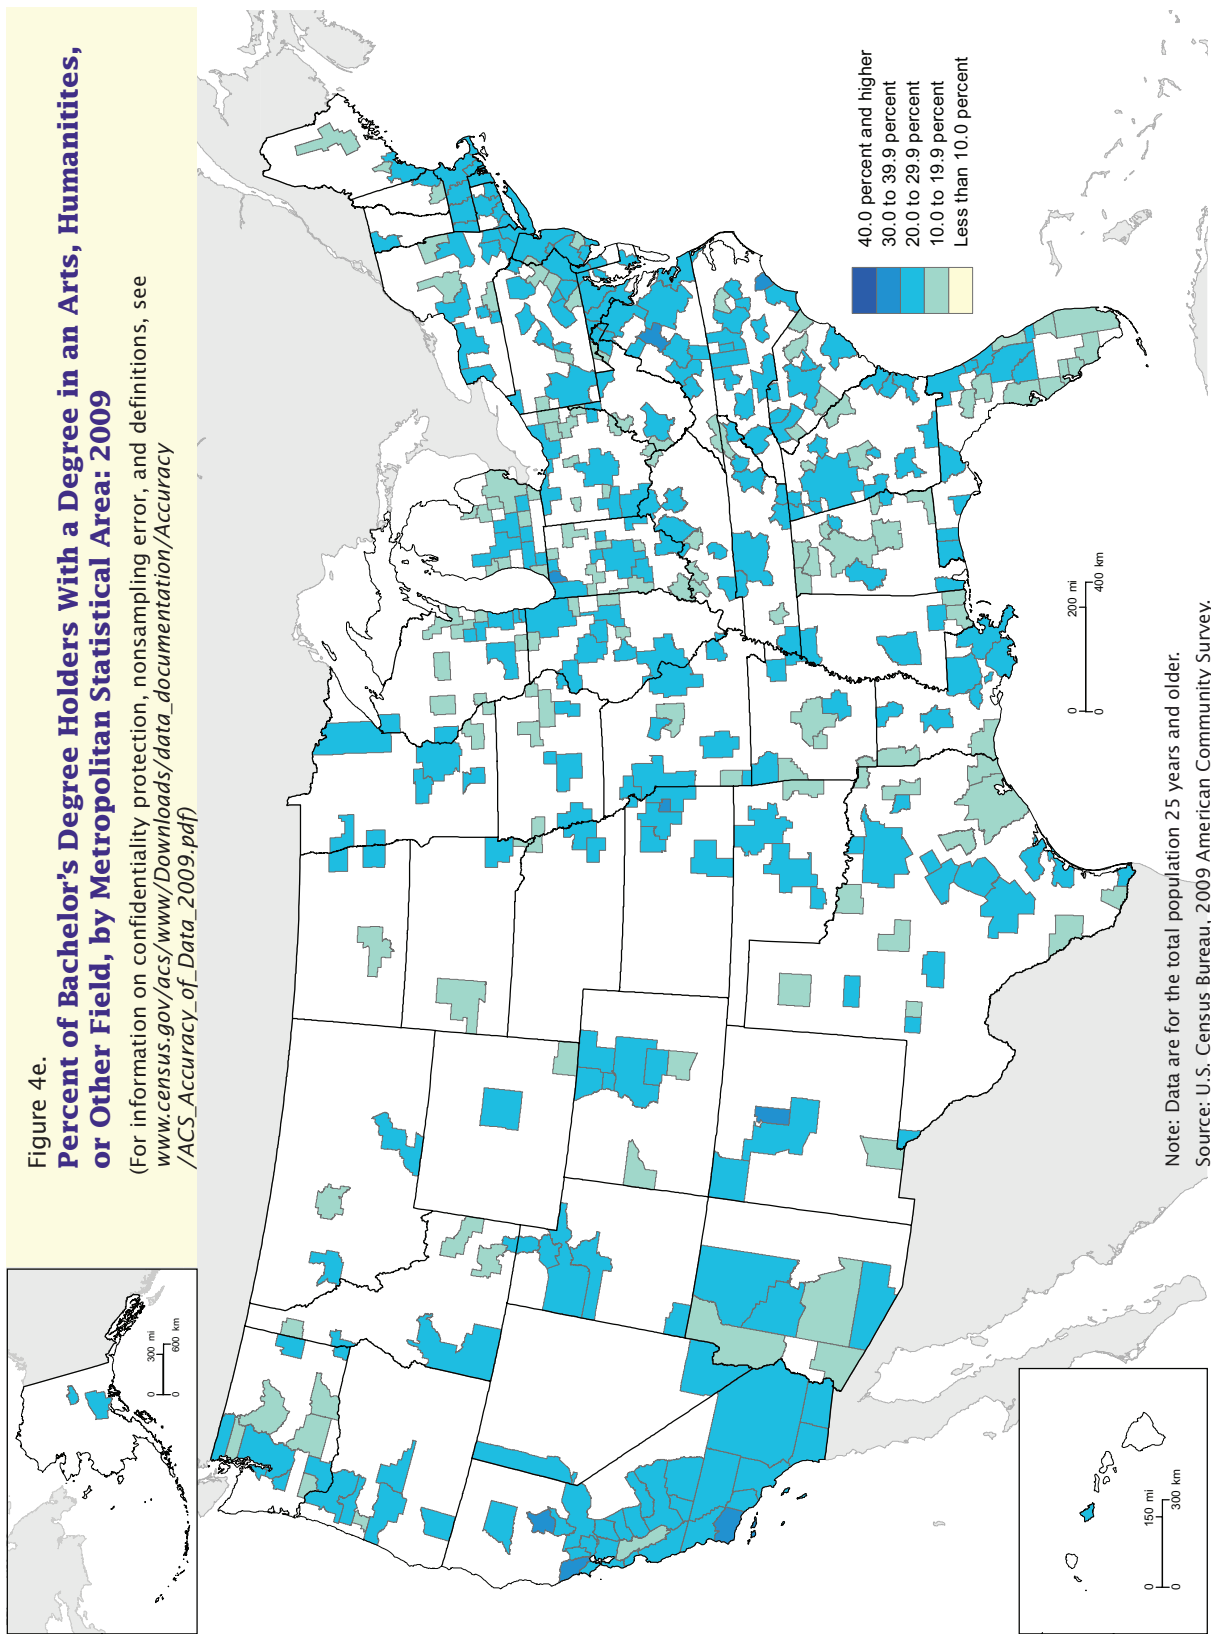 Figure 4e.
Percent of Bachelor's Degree Holders With a Degree in an Arts, Humanitites,
or Other Field, by Metropolitan Statistical Area: 2009
(For information on confidentiality protection, nonsampling error, and definitions, see
www.census.gov/acs/www/Downloads/data_documentation/Accuracy
/ACS_Accuracy_of_Data_2009.pdf)
0 300 mi
0 600 km
40.0 percent and higher
30.0 to 39.9 percent
20.0 to 29.9 percent
10.0 to 19.9 percent
Less than 10.0 percent
0 200 mi
0 400 km
0 150 mi
0 300 km
Note: Data are for the total population 25 years and older.
Source: U.S. Census Bureau, 2009 American Community Survey.